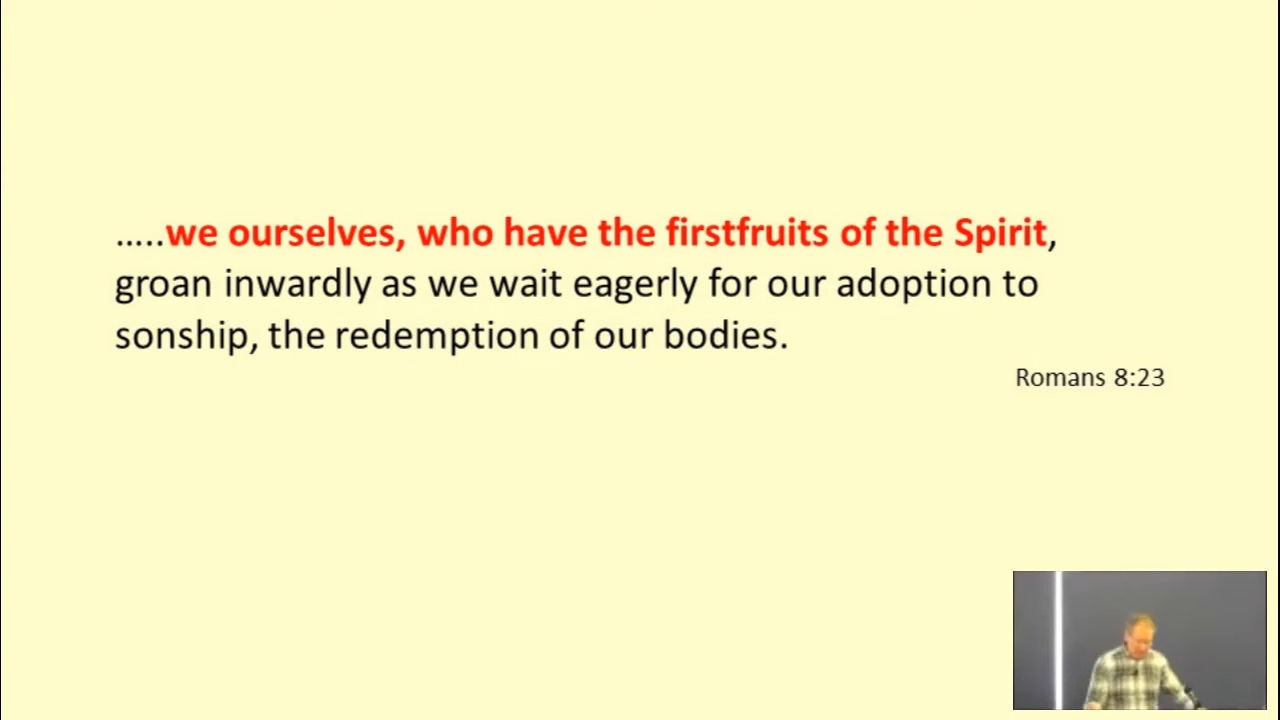 …..we ourselves, who have the firstfruits of the Spirit,
groan inwardly as we wait eagerly for our adoption to
sonship, the redemption of our bodies.
Romans 8:23